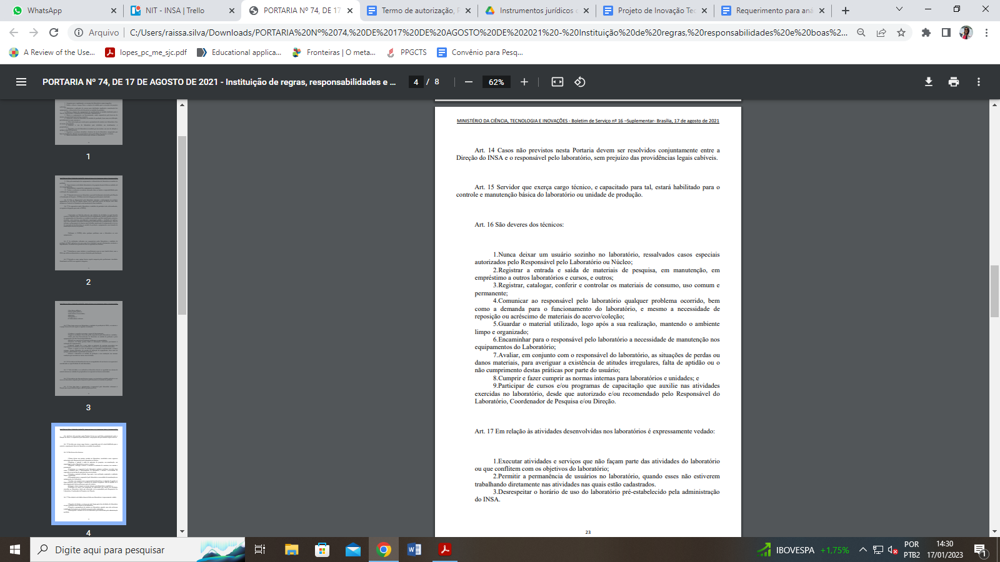 WhatsApp
NIT - INSA | Trello
PORTARIA Nº 74, DE 17
Termo de autorização,
Instrumentos jurídicos
Projeto de Inovação Tec
Requerimento para aná
Arquivo
C:/Users/raissa.silva/Downloads/PORTARIA%20Nº%2074,%20DE%2017%20DE%20AGOSTO%20DE%202021%20-%20Instituição%20de%20regras,%20responsabilidades%20e%20boas%20...
A Review of the Use...
lopes_pc_me_sjc.pdf
Educational applica...
Fronteiras | O meta...
PPGCTS
Convênio para Pesq...
PORTARIA Nº 74, DE 17 DE AGOSTO DE 2021 - Instituição de regras, responsabilidades e ...
4 / 8
62%
1
2
3
4
MINISTÉRIO DA CIÊNCIA, TECNOLOGIA E INOVAÇÕES - Boletim de Serviço nº 16 –Suplementar- Brasília, 17 de agosto de 2021
Art. 14 Casos não previstos nesta Portaria devem ser resolvidos conjuntamente entre a
Direção do INSA e o responsável pelo laboratório, sem prejuízo das providências legais cabíveis.
Art. 15 Servidor que exerça cargo técnico, e capacitado para tal, estará habilitado para o
controle e manutenção básica do laboratório ou unidade de produção.
Art. 16 São deveres dos técnicos:
1.Nunca deixar um usuário sozinho no laboratório, ressalvados casos especiais
autorizados pelo Responsável pelo Laboratório ou Núcleo;
2.Registrar a entrada e saída de materiais de pesquisa, em manutenção, em
empréstimo a outros laboratórios e cursos, e outros;
3.Registrar, catalogar, conferir e controlar os materiais de consumo, uso comum e
permanente;
4.Comunicar ao responsável pelo laboratório qualquer problema ocorrido, bem
como a demanda para o funcionamento do laboratório, e mesmo a necessidade de
reposição ou acréscimo de materiais do acervo/coleção;
5.Guardar o material utilizado, logo após a sua realização, mantendo o ambiente
limpo e organizado;
6.Encaminhar para o responsável pelo laboratório a necessidade de manutenção nos
equipamentos do Laboratório;
7.Avaliar, em conjunto com o responsável do laboratório, as situações de perdas ou
danos materiais, para averiguar a existência de atitudes irregulares, falta de aptidão ou o
não cumprimento destas práticas por parte do usuário;
8.Cumprir e fazer cumprir as normas internas para laboratórios e unidades; e
9.Participar de cursos e/ou programas de capacitação que auxilie nas atividades
exercidas no laboratório, desde que autorizado e/ou recomendado pelo Responsável do
Laboratório, Coordenador de Pesquisa e/ou Direção.
Art. 17 Em relação às atividades desenvolvidas nos laboratórios é expressamente vedado:
1.Executar atividades e serviços que não façam parte das atividades do laboratório
ou que conflitem com os objetivos do laboratório;
2.Permitir a permanência de usuários no laboratório, quando esses não estiverem
trabalhando diretamente nas atividades nas quais estão cadastrados.
3.Desrespeitar o horário de uso do laboratório pré-estabelecido pela administração
do INSA.
23
Digite aqui para pesquisar
IBOVESPA +1,75%
POR
PTB2
14:30
17/01/2023
1